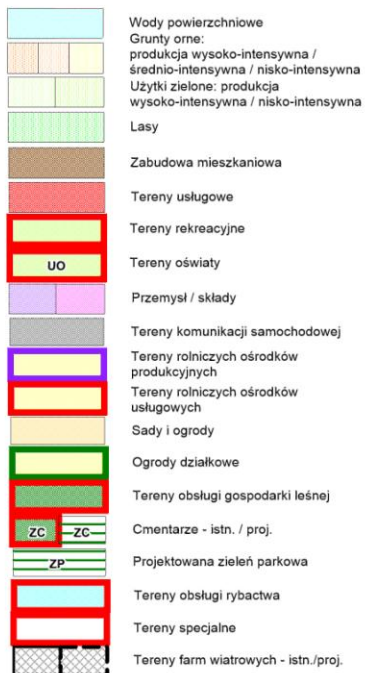 Wody powierzchniowe
Grunty orne:
produkcja wysoko-intensywna /
średnio-intensywna / nisko-intensywna
Użytki zielone: produkcja
wysoko-intensywna / nisko-intensywna
Lasy
Zabudowa mieszkaniowa
Tereny usługowe
Tereny rekreacyjne
UO Tereny oświaty
Przemysł / składy
Tereny komunikacji samochodowej
Tereny rolniczych ośrodków
produkcyjnych
Tereny rolniczych ośrodków
usługowych
Sady i ogrody
Ogrody działkowe
Tereny obsługi gospodarki leśnej
ZC ZC Cmentarze - istn. / proj.
ZP Projektowana zieleń parkowa
Tereny obsługi rybactwa
Tereny specjalne
Tereny farm wiatrowych - istn./proj.